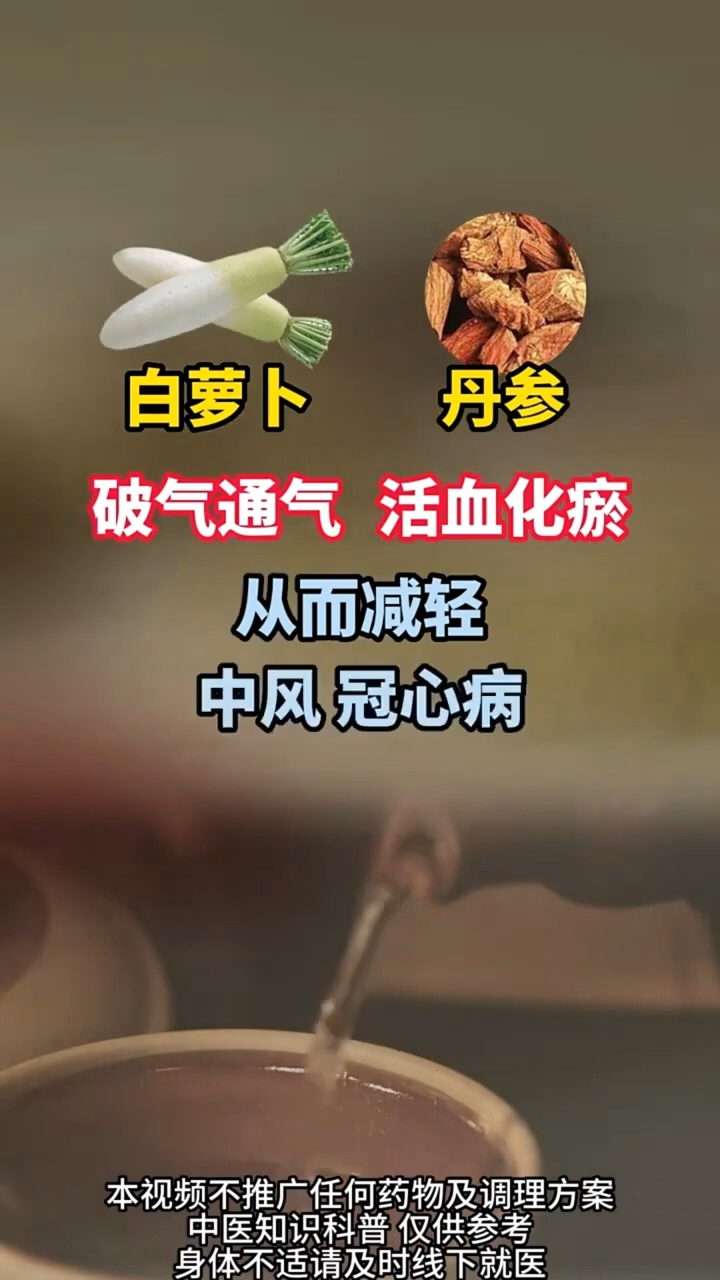 白萝卜 丹参
破气通气 活血化瘀
从而减轻
中风 冠心病
本视频不推广任何药物及调理方案
中医知识科普 仅供参考
身体不适请及时线下就医